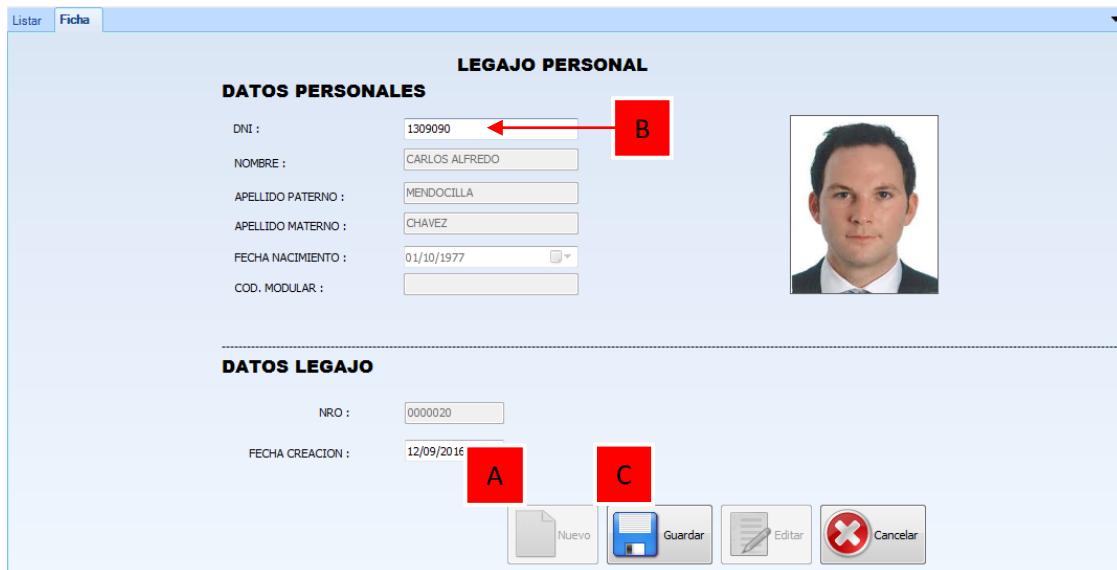 Listar Ficha
LEGAJO PERSONAL
DATOS PERSONALES
DNI : 1309090 B
NOMBRE : CARLOS ALFREDO
APELLIDO PATERNO : MENDOCILLA
APELLIDO MATERNO : CHAVEZ
FECHA NACIMIENTO : 01/10/1977
COD. MODULAR :
DATOS LEGAJO
NRO : 0000020
FECHA CREACION : 12/09/2016
A C
Nuevo Guardar Editar Cancelar